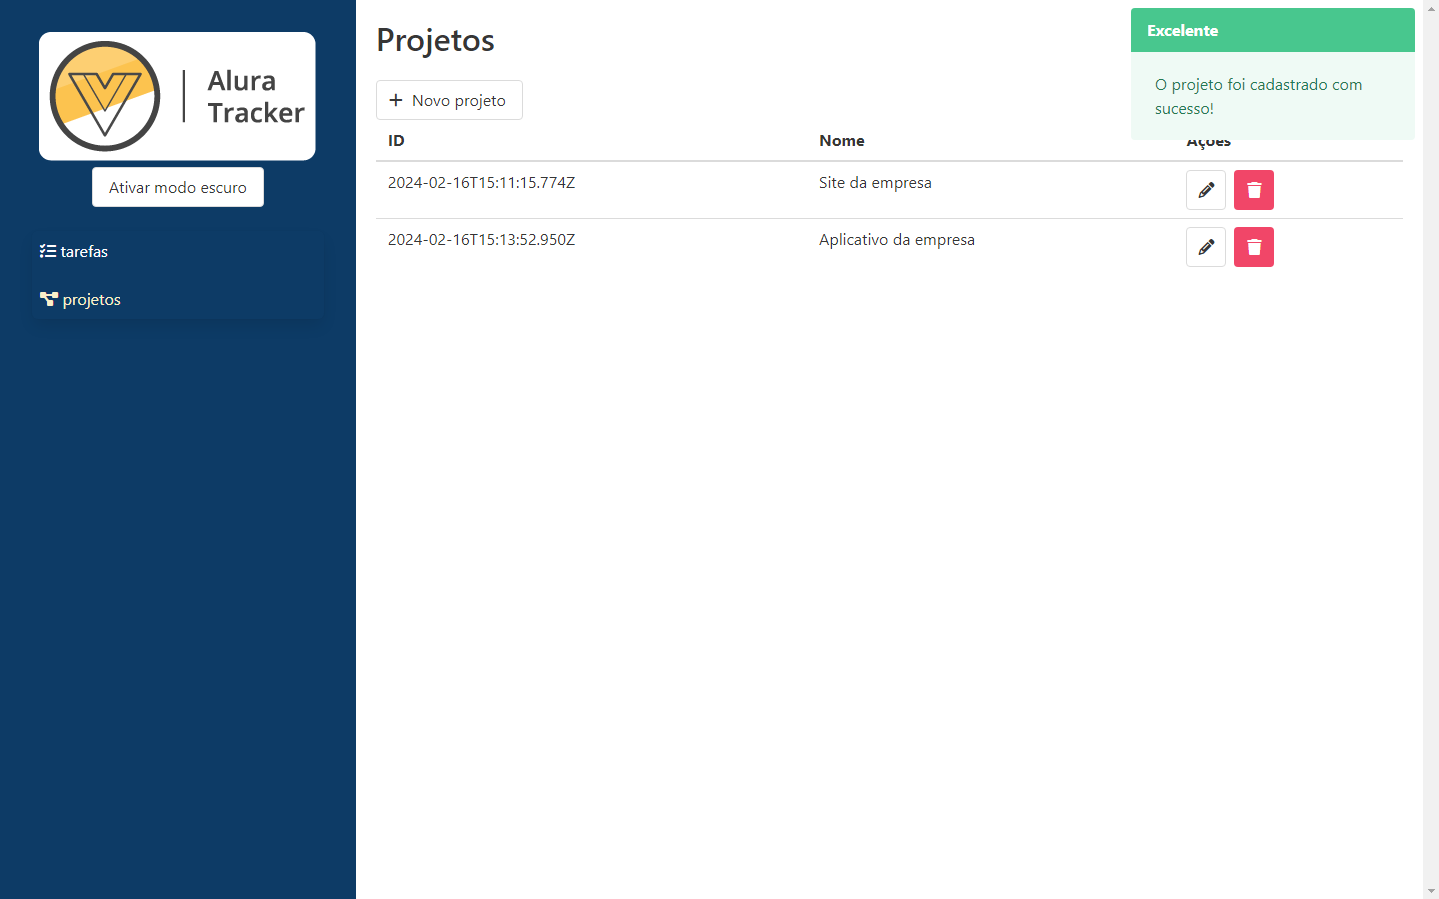 Alura
Tracker
Ativar modo escuro
tarefas
projetos
Projetos
Novo projeto
ID Nome Ações
2024-02-16T15:11:15.774Z Site da empresa
2024-02-16T15:13:52.950Z Aplicativo da empresa
Excelente
O projeto foi cadastrado com
sucesso!